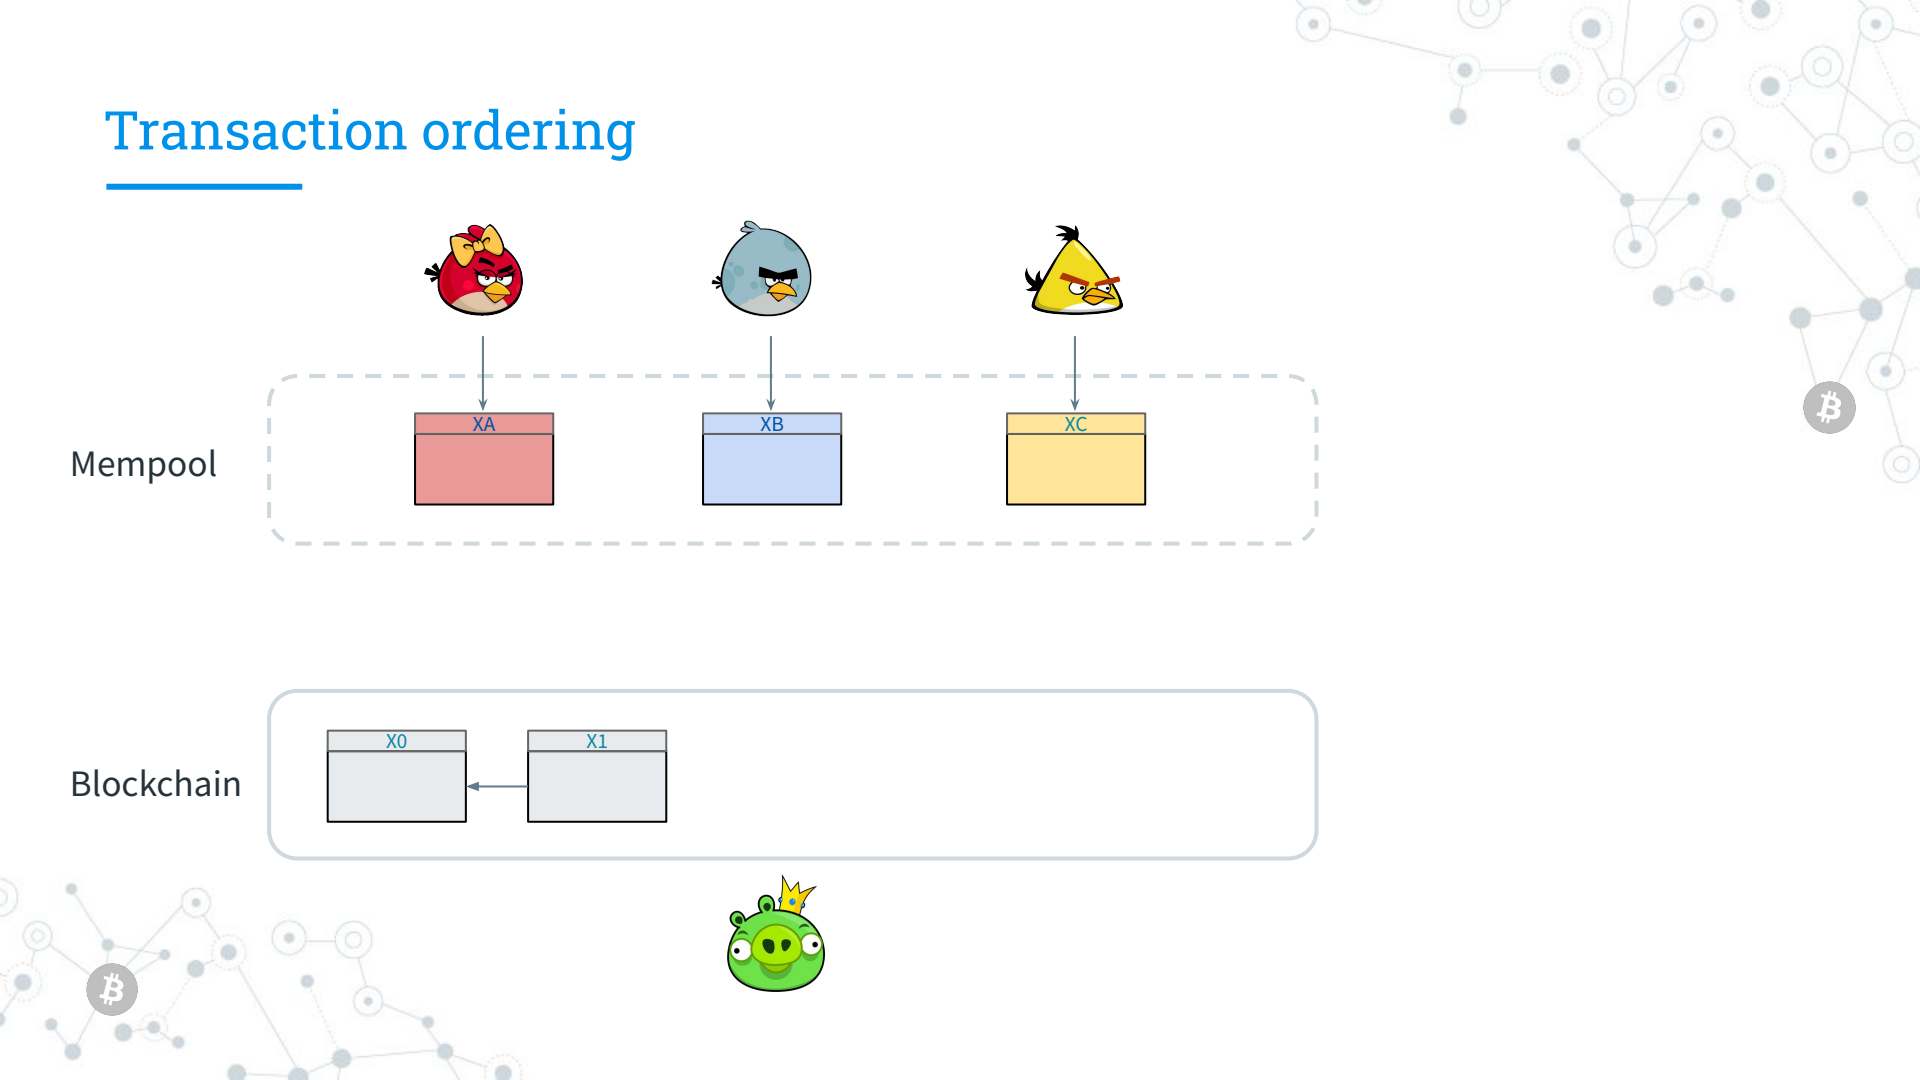 Transaction ordering
XA
XB
XC
Mempool
X0
X1
Blockchain